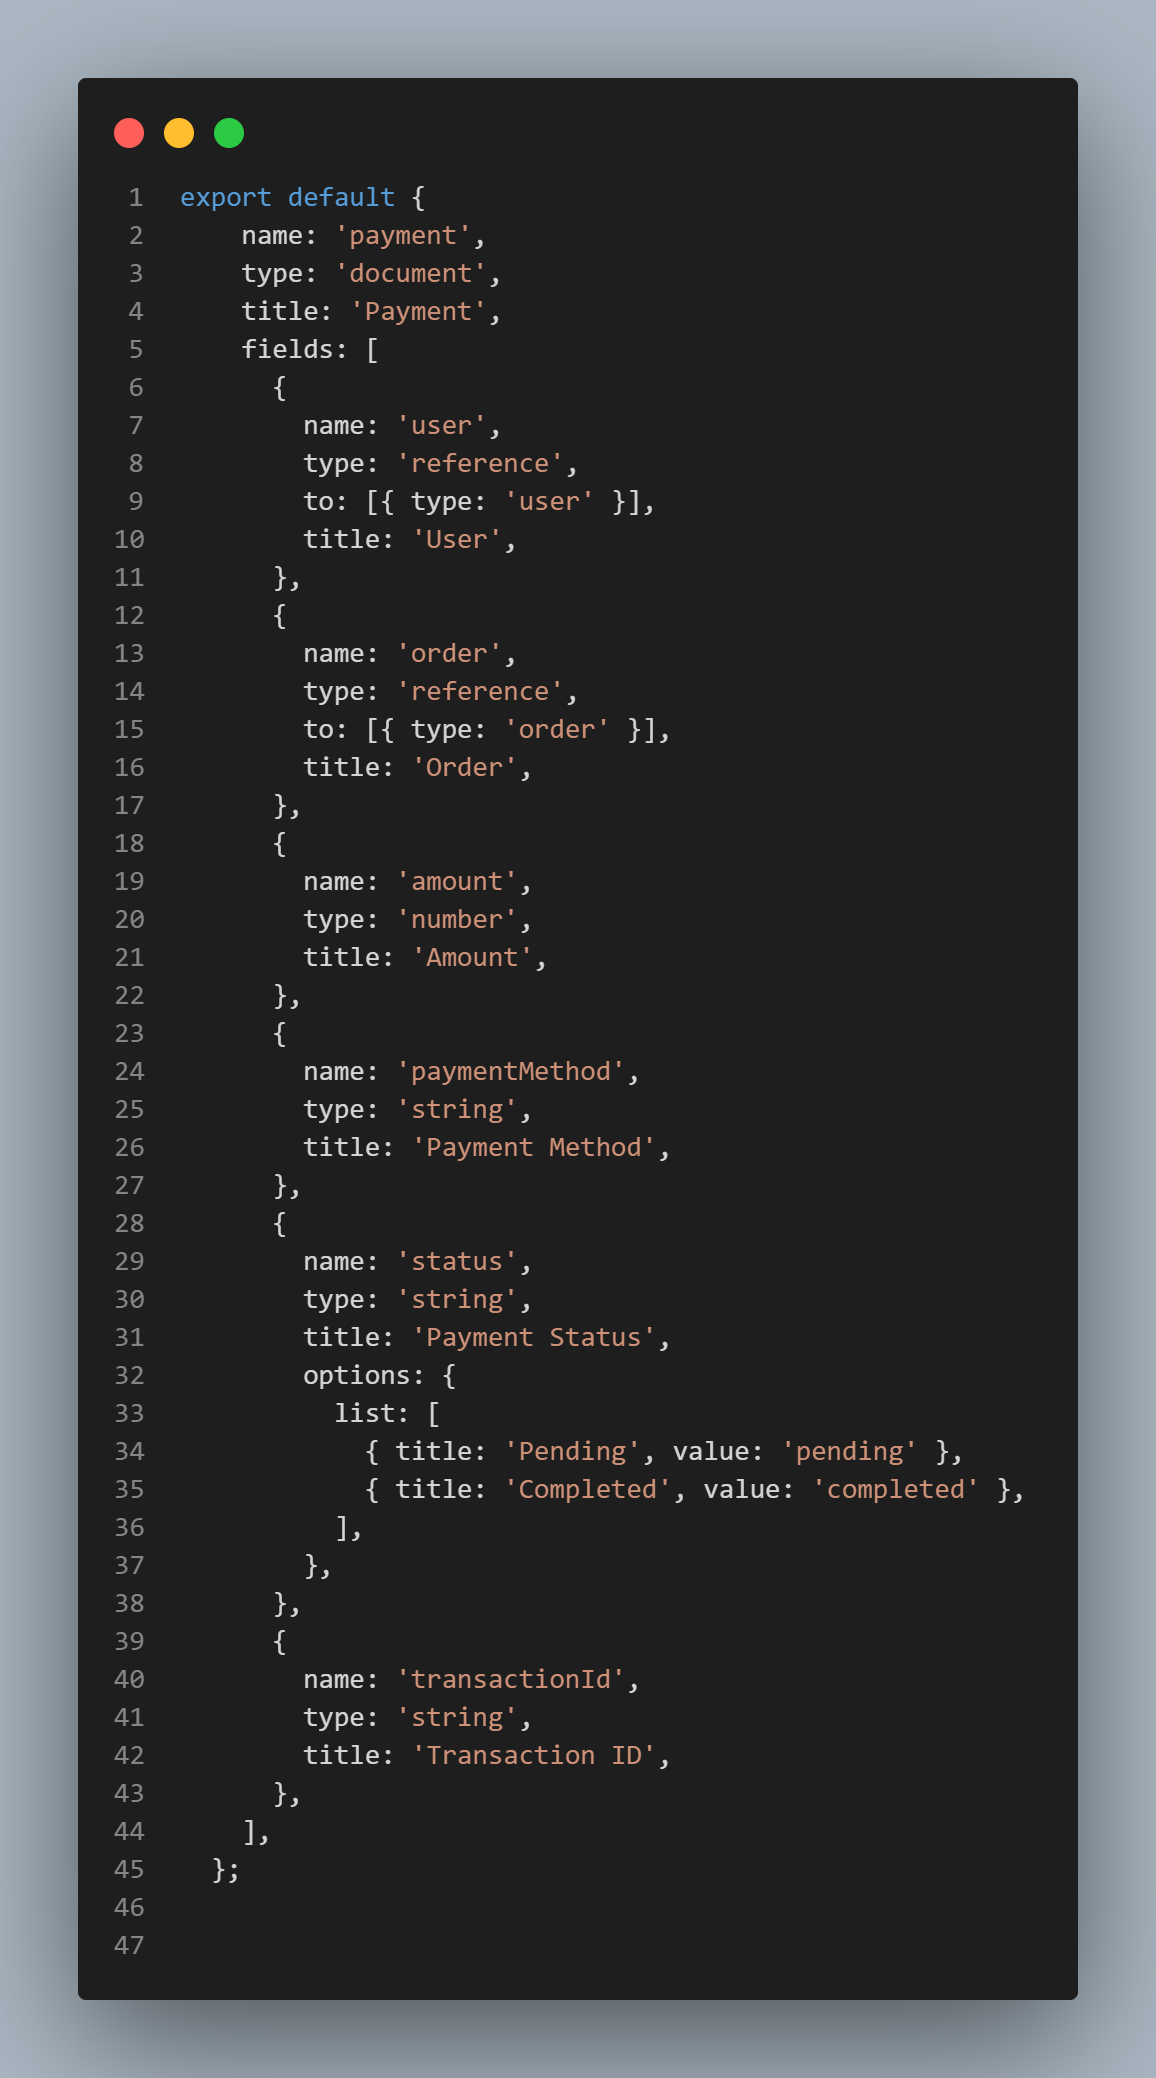 1 export default {
2     name: 'payment',
3     type: 'document',
4     title: 'Payment',
5     fields: [
6       {
7         name: 'user',
8         type: 'reference',
9         to: [{ type: 'user' }],
10         title: 'User',
11       },
12       {
13         name: 'order',
14         type: 'reference',
15         to: [{ type: 'order' }],
16         title: 'Order',
17       },
18       {
19         name: 'amount',
20         type: 'number',
21         title: 'Amount',
22       },
23       {
24         name: 'paymentMethod',
25         type: 'string',
26         title: 'Payment Method',
27       },
28       {
29         name: 'status',
30         type: 'string',
31         title: 'Payment Status',
32         options: {
33           list: [
34             { title: 'Pending', value: 'pending' },
35             { title: 'Completed', value: 'completed' },
36           ],
37         },
38       },
39       {
40         name: 'transactionId',
41         type: 'string',
42         title: 'Transaction ID',
43       },
44     ],
45   };
46
47